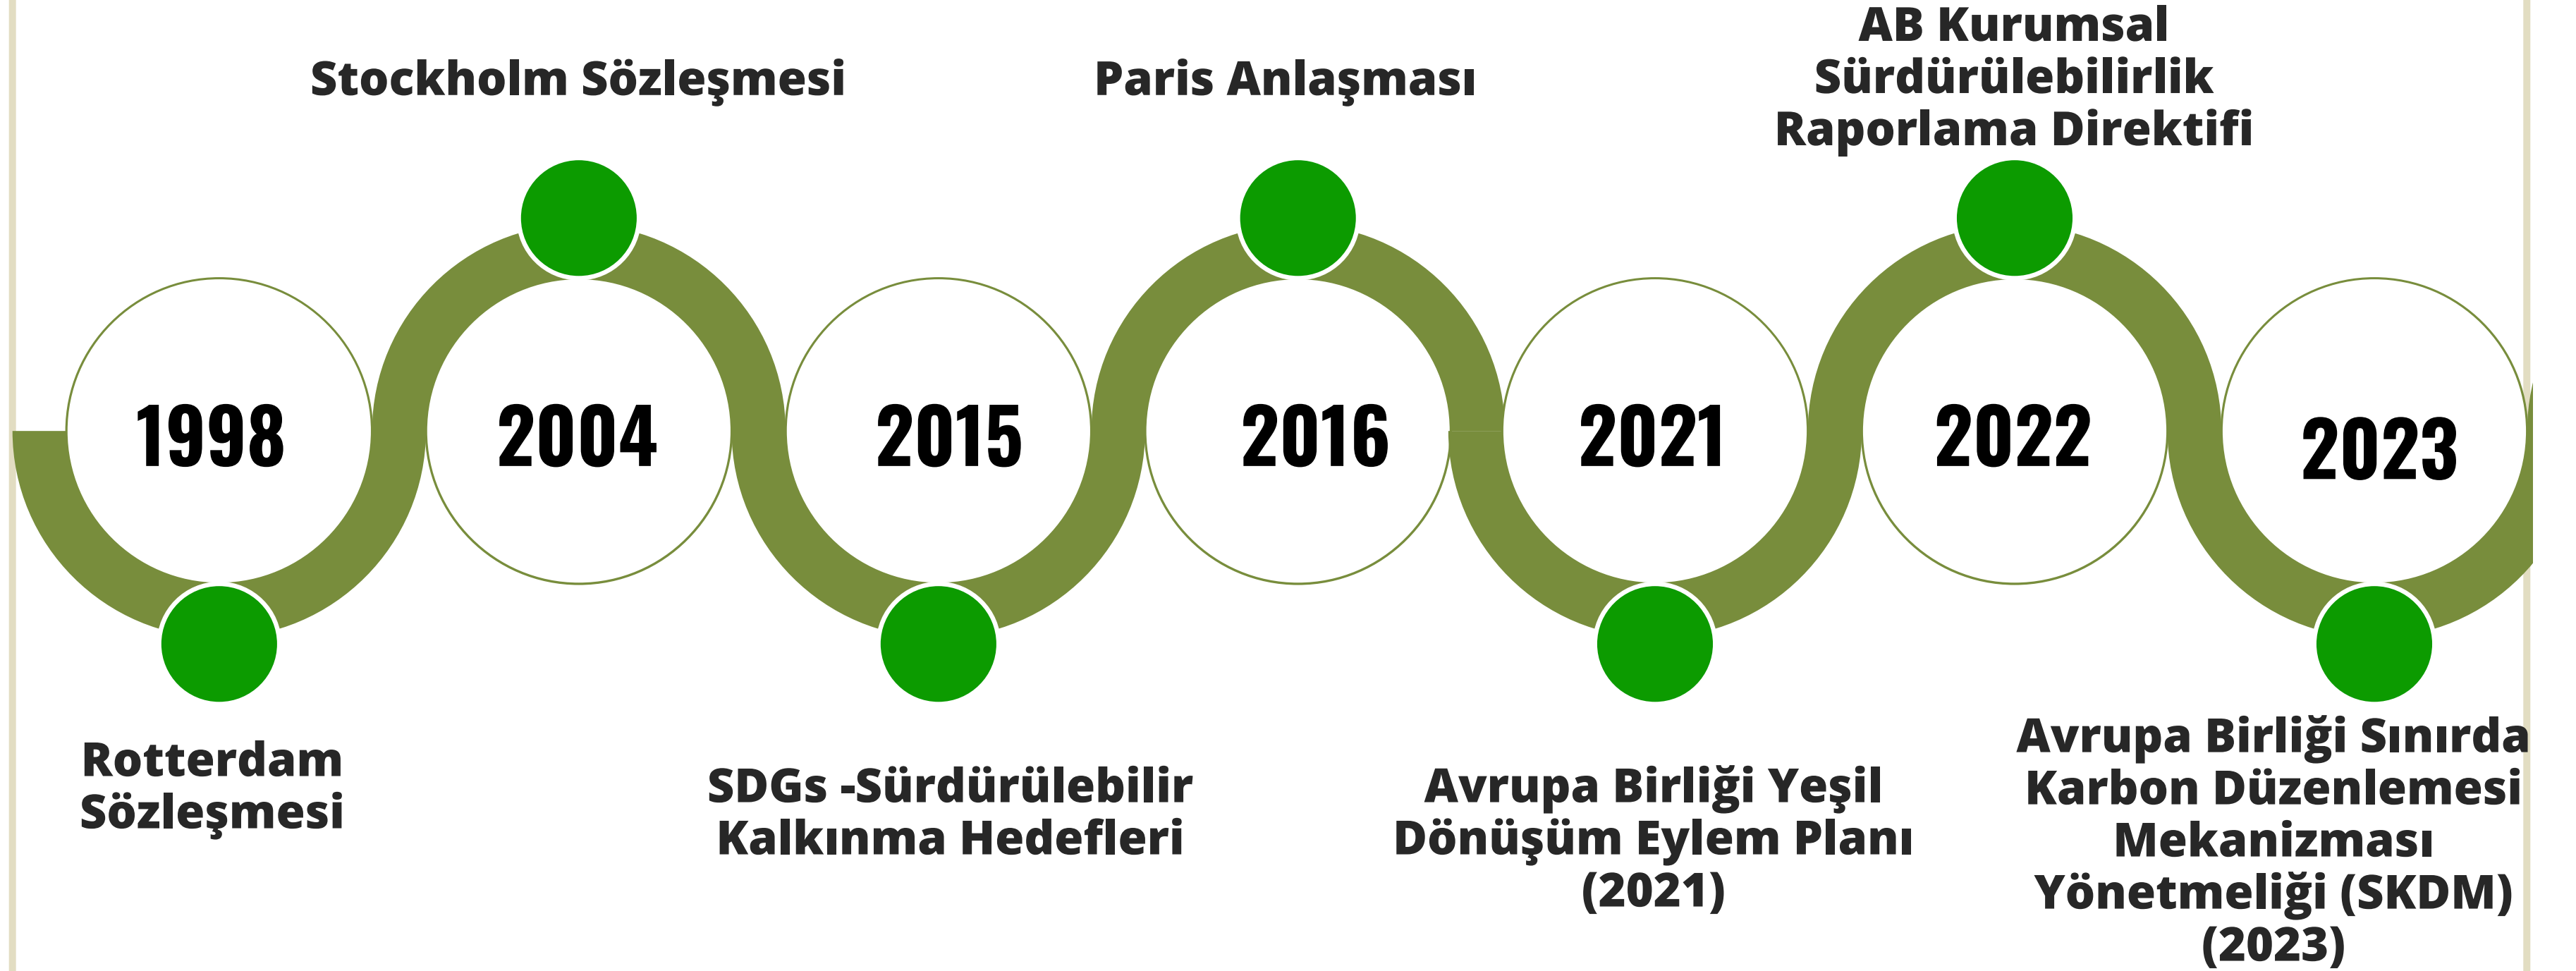 Stockholm Sözleşmesi
Paris Anlaşması
AB Kurumsal
Sürdürülebilirlik
Raporlama Direktifi
1998
2004
2015
2016
2021
2022
2023
Rotterdam
Sözleşmesi
SDGs -Sürdürülebilir
Kalkınma Hedefleri
Avrupa Birliği Yeşil
Dönüşüm Eylem Planı
(2021)
Avrupa Birliği Sınırda
Karbon Düzenlemesi
Mekanizması
Yönetmeliği (SKDM)
(2023)